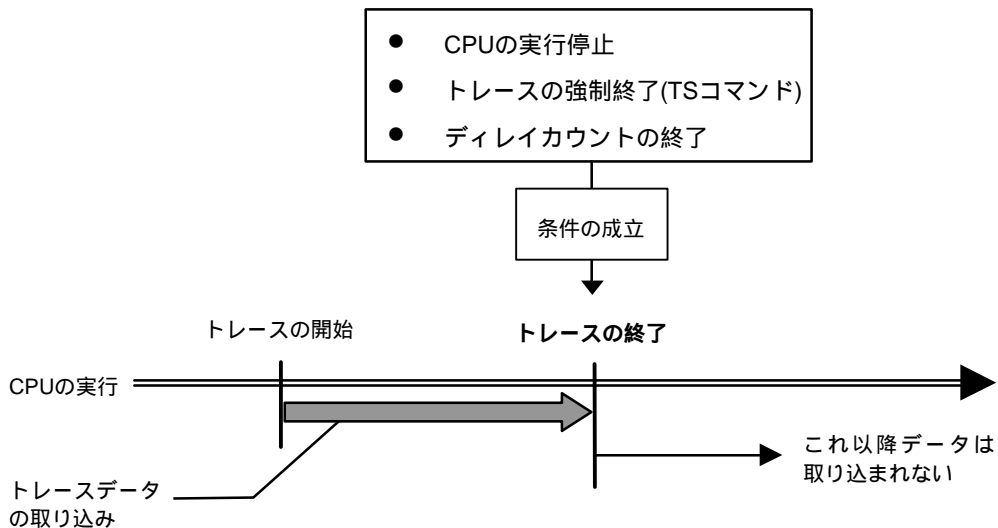 ● CPUの実行停止
● トレースの強制終了(TSコマンド)
● ディレイカウントの終了
条件の成立
トレースの開始
トレースの終了
CPUの実行
これ以降データは
取り込まれない
トレースデータ
の取り込み